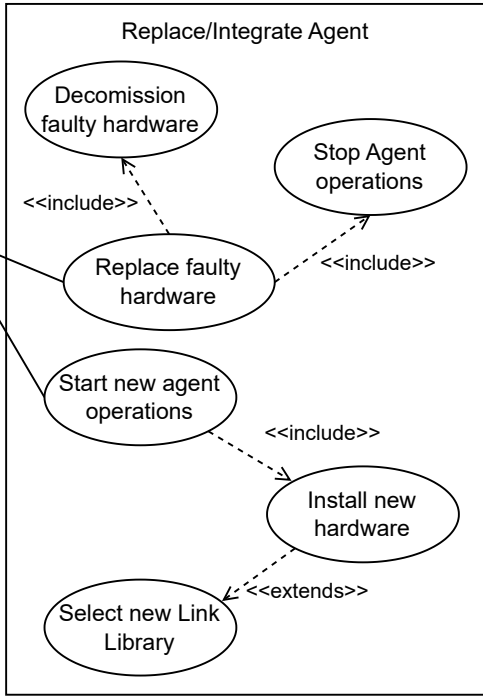 Replace/Integrate Agent
Decomission
faulty hardware
Stop Agent
operations
<<include>>
<<include>>
Replace faulty
hardware
Start new agent
operations
<<include>>
Install new
hardware
<<extends>>
Select new Link
Library